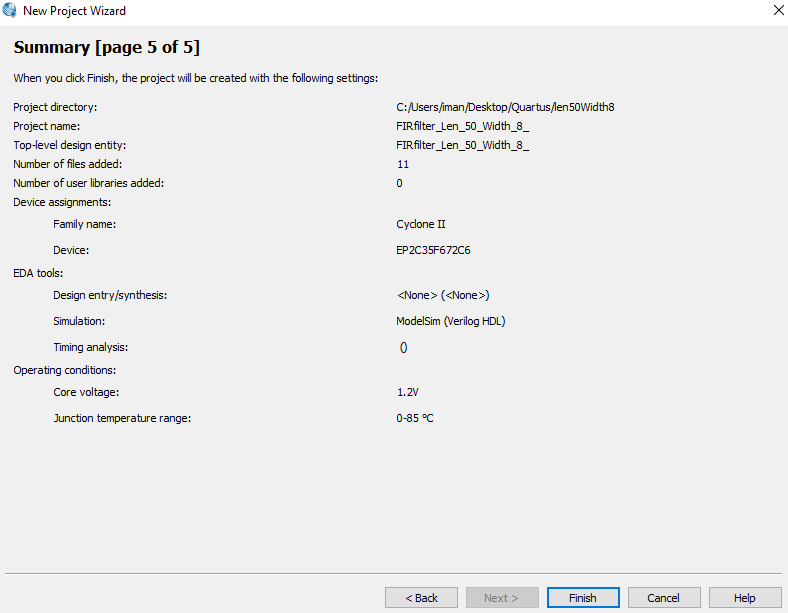 New Project Wizard
Summary [page 5 of 5]
When you click Finish, the project will be created with the following settings:
Project directory: C:/Users/iman/Desktop/Quartus/len50Width8
Project name: FIRfilter_Len_50_Width_8_
Top-level design entity: FIRfilter_Len_50_Width_8_
Number of files added: 11
Number of user libraries added: 0
Device assignments:
Family name: Cyclone II
Device: EP2C35F672C6
EDA tools:
Design entry/synthesis: <None> (<None>)
Simulation: ModelSim (Verilog HDL)
Timing analysis: ()
Operating conditions:
Core voltage: 1.2V
Junction temperature range: 0-85 ºC
< Back Next > Finish Cancel Help